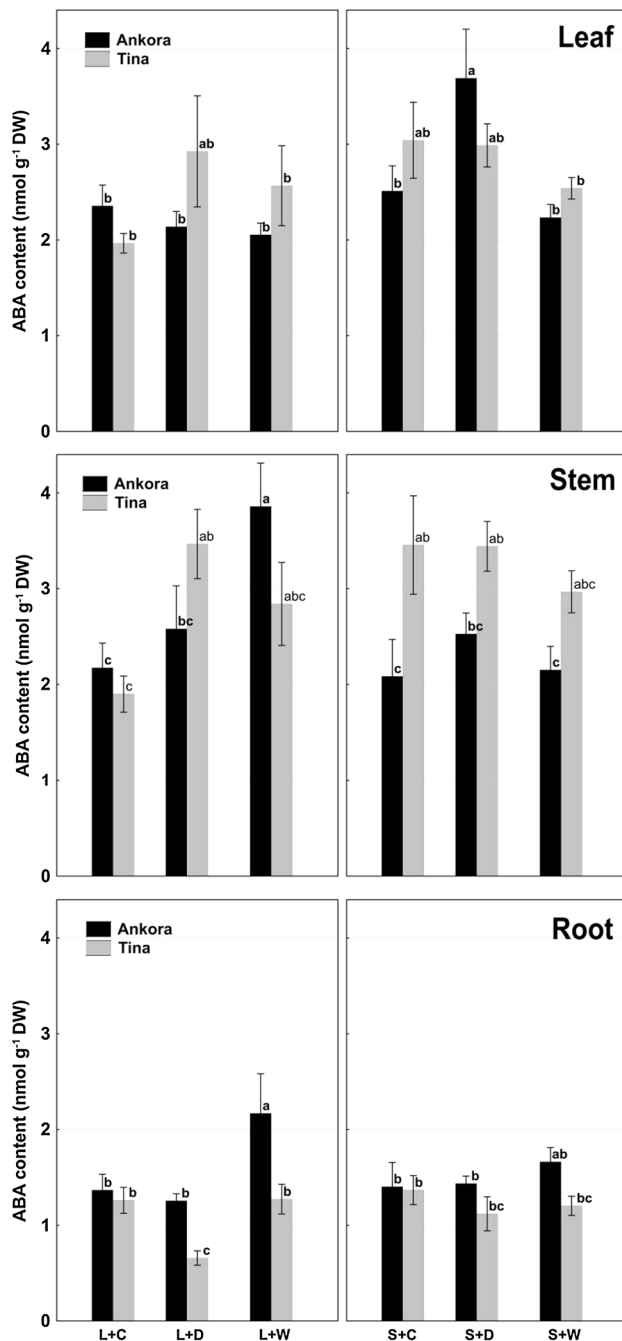 Leaf
Ankora
Tina
ABA content (nmol g⁻¹ DW)
4
3
2
1
0
b
b
b
ab
b
b
b
ab
a
ab
b
b
Stem
Ankora
Tina
ABA content (nmol g⁻¹ DW)
4
3
2
1
0
c
c
bc
ab
a
abc
c
ab
bc
ab
c
abc
Root
Ankora
Tina
ABA content (nmol g⁻¹ DW)
4
3
2
1
0
b
b
b
c
a
b
b
b
b
bc
ab
bc
L+C L+D L+W S+C S+D S+W